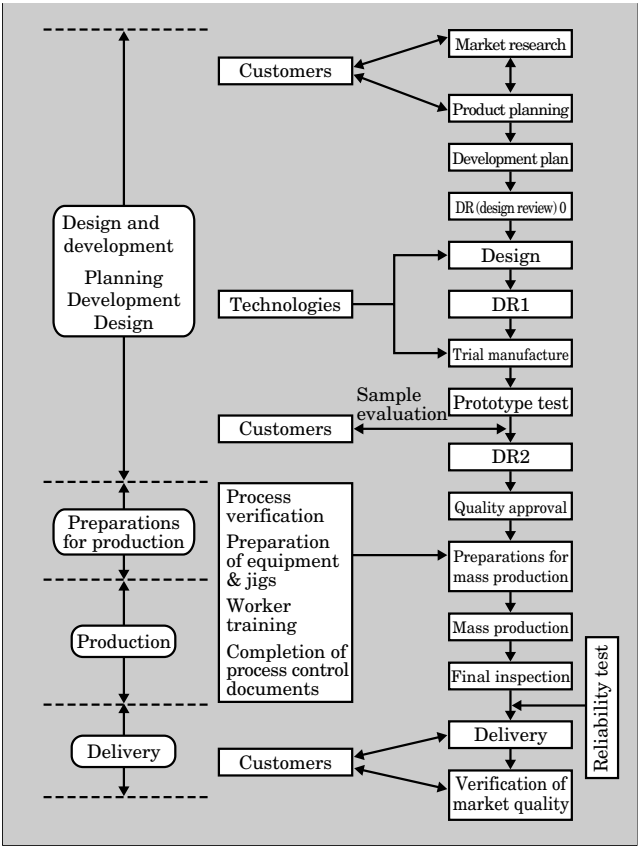 Market research
Customers
Product planning
Development plan
DR (design review) 0
Design and
development
Planning
Development
Design
Design
Technologies
DR1
Trial manufacture
Sample
evaluation
Prototype test
Customers
DR2
Process
verification
Preparation
of equipment
& jigs
Worker
training
Completion of
process control
documents
Quality approval
Preparations
for production
Preparations for
mass production
Production
Mass production
Final inspection
Reliability test
Delivery
Delivery
Customers
Verification of
market quality